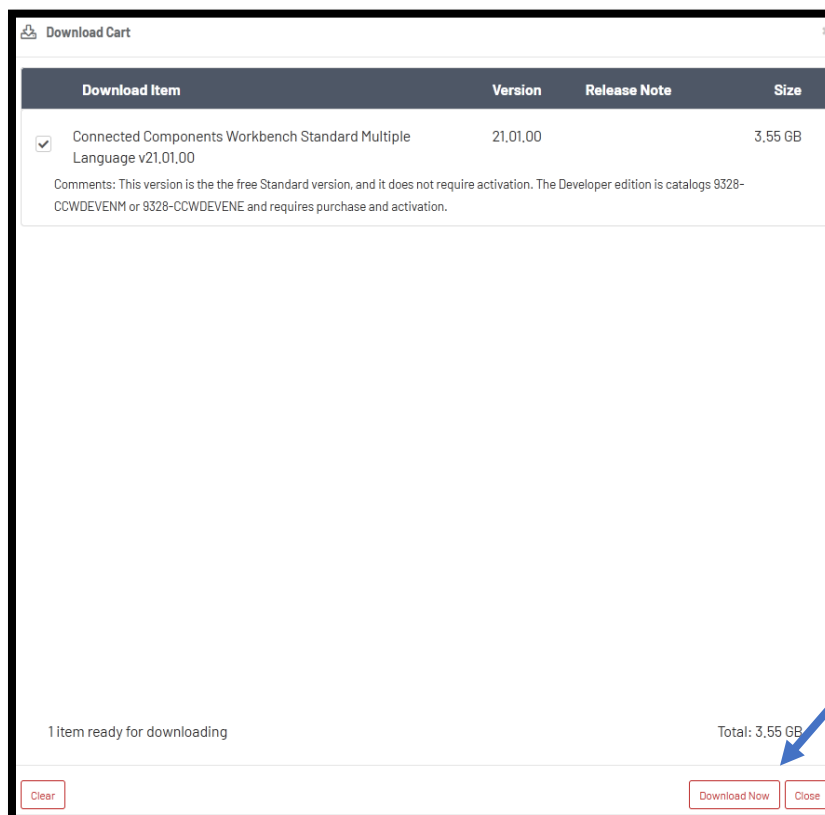 Download Cart
Download Item Version Release Note Size
Connected Components Workbench Standard Multiple 21.01.00 3.55 GB
Language v21.01.00
Comments: This version is the the free Standard version, and it does not require activation. The Developer edition is catalogs 9328-
CCWDEVENM or 9328-CCWDEVENE and requires purchase and activation.
1 item ready for downloading Total: 3.55 GB
Clear Download Now Close